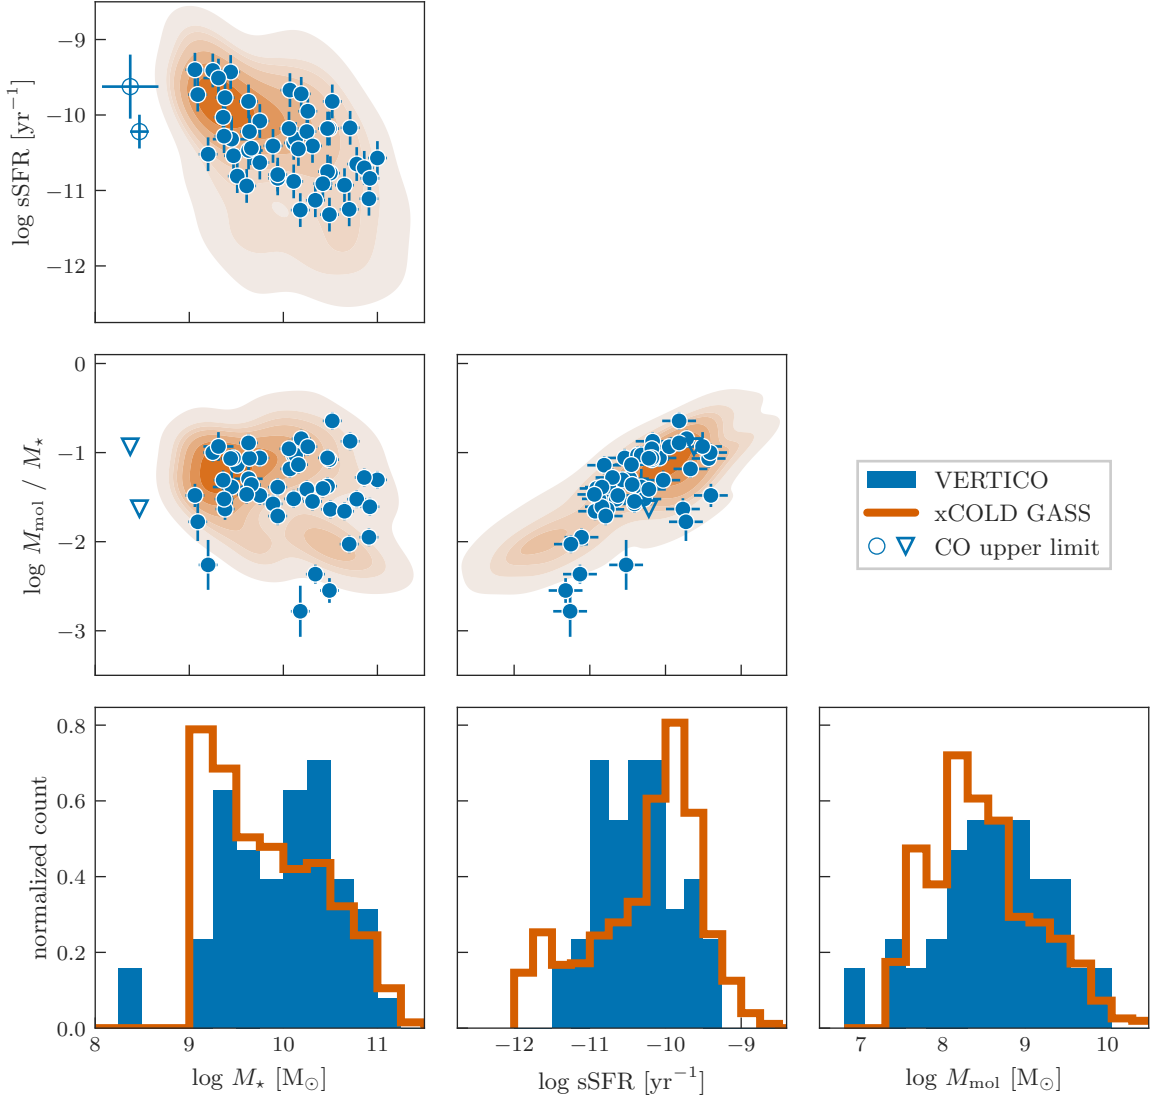 −9
−10
−11
−12
log sSFR [yr⁻¹]
0
−1
−2
−3
log M_mol / M⋆
VERTICO
xCOLD GASS
CO upper limit
0.8
0.6
0.4
0.2
0.0
normalized count
8 9 10 11
−12 −11 −10 −9
7 8 9 10
log M⋆ [M⊙]
log sSFR [yr⁻¹]
log M_mol [M⊙]